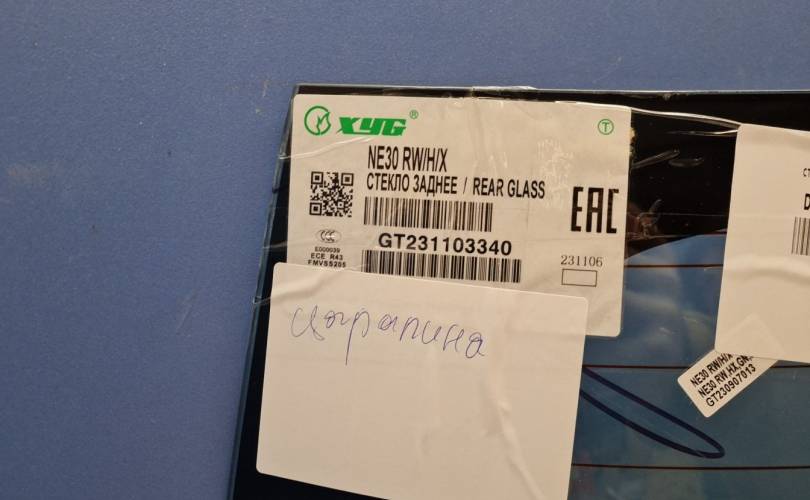 XYG®
T
NE30 RW/H/X
СТЕКЛО ЗАДНЕЕ / REAR GLASS
EAC
GT231103340
CCC
E000039
ECE R43
FMVSS205
231106
царапина
NE30 RW/H/X
NE30 RW,HX,GN,
GT230907013